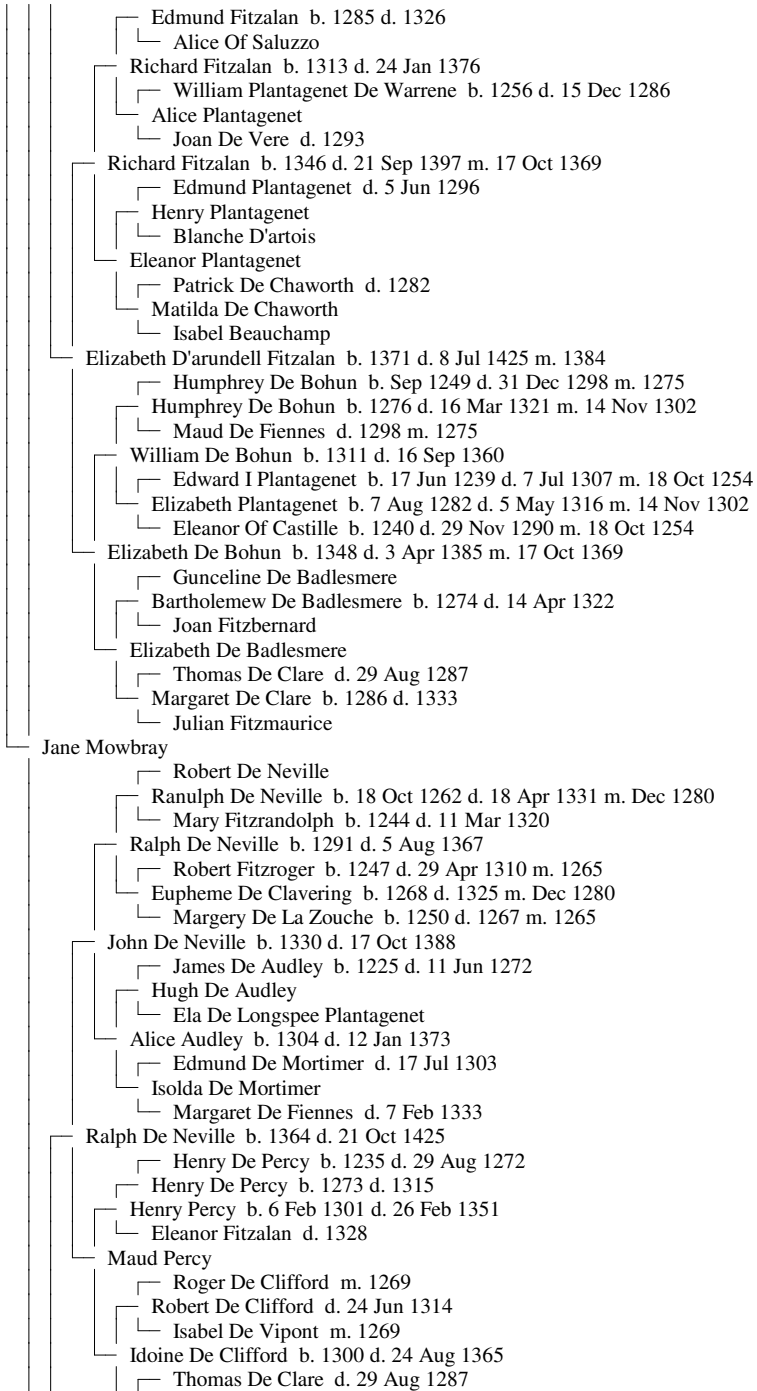 Edmund Fitzalan b. 1285 d. 1326
Alice Of Saluzzo
Richard Fitzalan b. 1313 d. 24 Jan 1376
William Plantagenet De Warrene b. 1256 d. 15 Dec 1286
Alice Plantagenet
Joan De Vere d. 1293
Richard Fitzalan b. 1346 d. 21 Sep 1397 m. 17 Oct 1369
Edmund Plantagenet d. 5 Jun 1296
Henry Plantagenet
Blanche D'artois
Eleanor Plantagenet
Patrick De Chaworth d. 1282
Matilda De Chaworth
Isabel Beauchamp
Elizabeth D'arundell Fitzalan b. 1371 d. 8 Jul 1425 m. 1384
Humphrey De Bohun b. Sep 1249 d. 31 Dec 1298 m. 1275
Humphrey De Bohun b. 1276 d. 16 Mar 1321 m. 14 Nov 1302
Maud De Fiennes d. 1298 m. 1275
William De Bohun b. 1311 d. 16 Sep 1360
Edward I Plantagenet b. 17 Jun 1239 d. 7 Jul 1307 m. 18 Oct 1254
Elizabeth Plantagenet b. 7 Aug 1282 d. 5 May 1316 m. 14 Nov 1302
Eleanor Of Castille b. 1240 d. 29 Nov 1290 m. 18 Oct 1254
Elizabeth De Bohun b. 1348 d. 3 Apr 1385 m. 17 Oct 1369
Gunceline De Badlesmere
Bartholemew De Badlesmere b. 1274 d. 14 Apr 1322
Joan Fitzbernard
Elizabeth De Badlesmere
Thomas De Clare d. 29 Aug 1287
Margaret De Clare b. 1286 d. 1333
Julian Fitzmaurice
Jane Mowbray
Robert De Neville
Ranulph De Neville b. 18 Oct 1262 d. 18 Apr 1331 m. Dec 1280
Mary Fitzrandolph b. 1244 d. 11 Mar 1320
Ralph De Neville b. 1291 d. 5 Aug 1367
Robert Fitzroger b. 1247 d. 29 Apr 1310 m. 1265
Eupheme De Clavering b. 1268 d. 1325 m. Dec 1280
Margery De La Zouche b. 1250 d. 1267 m. 1265
John De Neville b. 1330 d. 17 Oct 1388
James De Audley b. 1225 d. 11 Jun 1272
Hugh De Audley
Ela De Longspee Plantagenet
Alice Audley b. 1304 d. 12 Jan 1373
Edmund De Mortimer d. 17 Jul 1303
Isolda De Mortimer
Margaret De Fiennes d. 7 Feb 1333
Ralph De Neville b. 1364 d. 21 Oct 1425
Henry De Percy b. 1235 d. 29 Aug 1272
Henry De Percy b. 1273 d. 1315
Henry Percy b. 6 Feb 1301 d. 26 Feb 1351
Eleanor Fitzalan d. 1328
Maud Percy
Roger De Clifford m. 1269
Robert De Clifford d. 24 Jun 1314
Isabel De Vipont m. 1269
Idoine De Clifford b. 1300 d. 24 Aug 1365
Thomas De Clare d. 29 Aug 1287